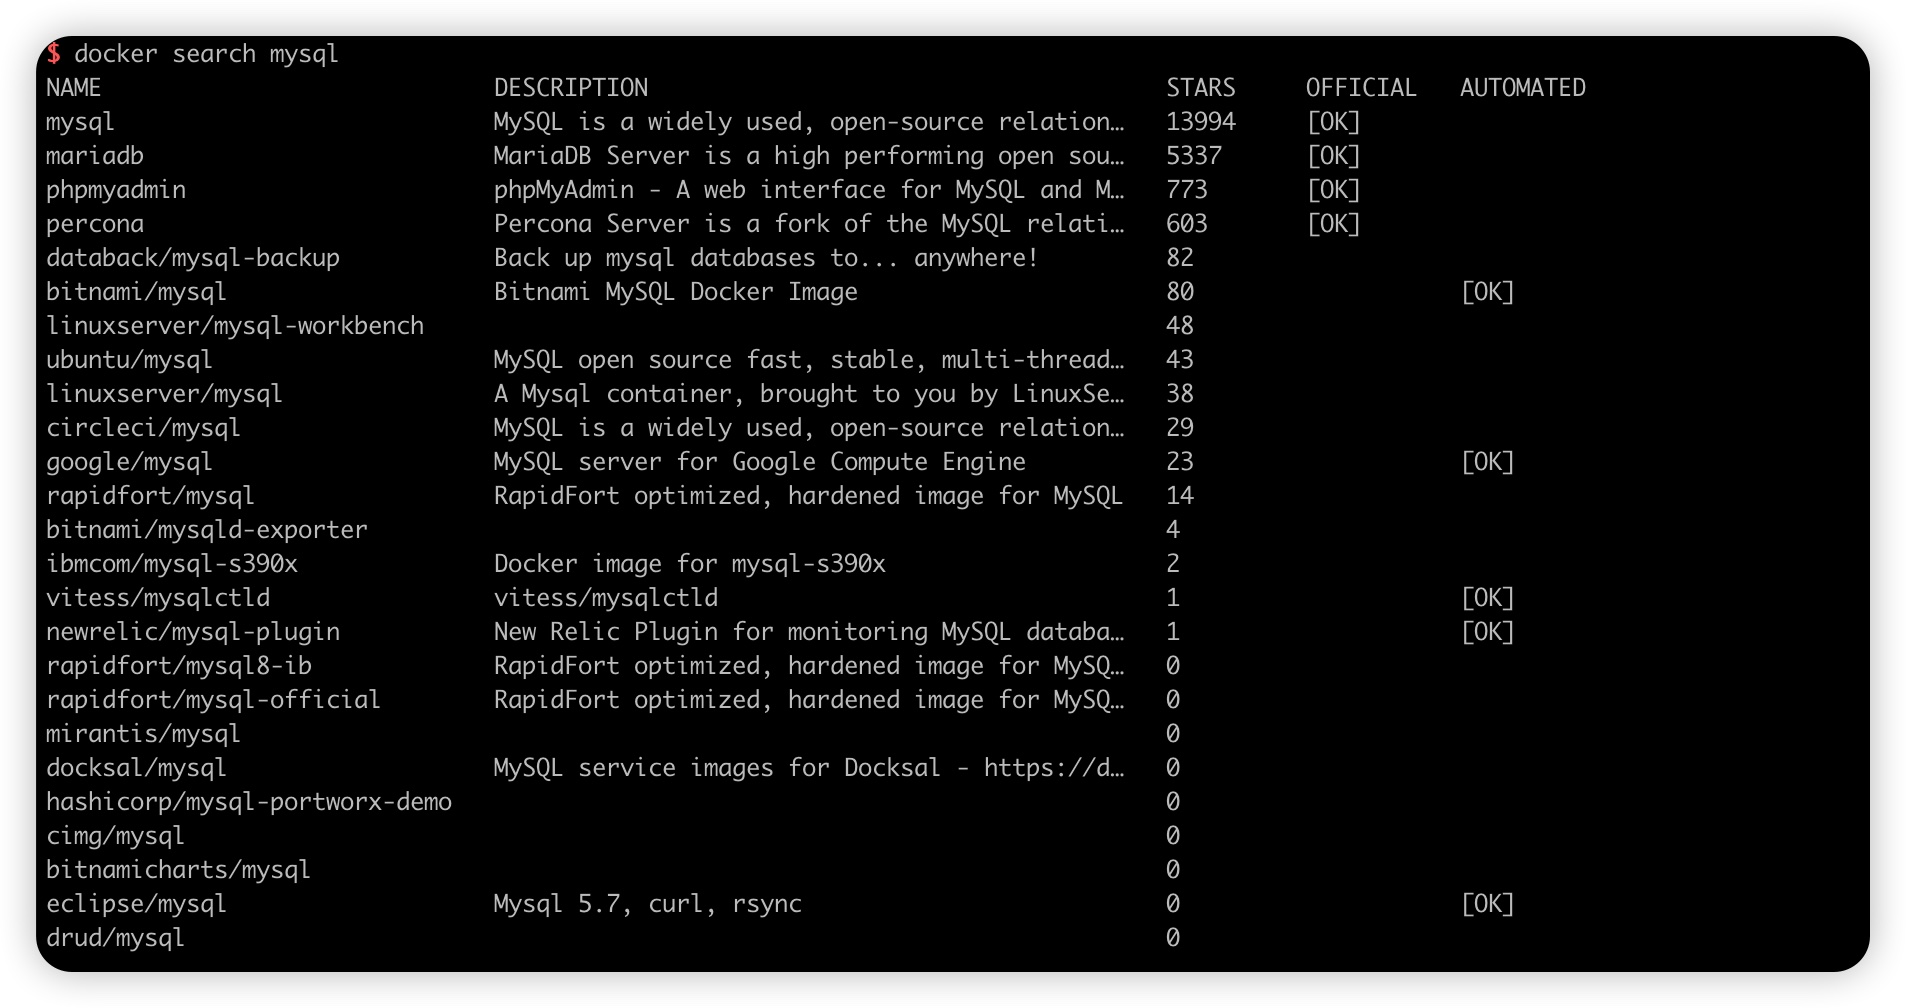 $ docker search mysql
NAME DESCRIPTION STARS OFFICIAL AUTOMATED
mysql MySQL is a widely used, open-source relation… 13994 [OK]
mariadb MariaDB Server is a high performing open sou… 5337 [OK]
phpmyadmin phpMyAdmin - A web interface for MySQL and M… 773 [OK]
percona Percona Server is a fork of the MySQL relati… 603 [OK]
databack/mysql-backup Back up mysql databases to... anywhere! 82
bitnami/mysql Bitnami MySQL Docker Image 80 [OK]
linuxserver/mysql-workbench 48
ubuntu/mysql MySQL open source fast, stable, multi-thread… 43
linuxserver/mysql A Mysql container, brought to you by LinuxSe… 38
circleci/mysql MySQL is a widely used, open-source relation… 29
google/mysql MySQL server for Google Compute Engine 23 [OK]
rapidfort/mysql RapidFort optimized, hardened image for MySQL 14
bitnami/mysqld-exporter 4
ibmcom/mysql-s390x Docker image for mysql-s390x 2
vitess/mysqlctld vitess/mysqlctld 1 [OK]
newrelic/mysql-plugin New Relic Plugin for monitoring MySQL databa… 1 [OK]
rapidfort/mysql8-ib RapidFort optimized, hardened image for MySQ… 0
rapidfort/mysql-official RapidFort optimized, hardened image for MySQ… 0
mirantis/mysql 0
docksal/mysql MySQL service images for Docksal - https://d… 0
hashicorp/mysql-portworx-demo 0
cimg/mysql 0
bitnamicharts/mysql 0
eclipse/mysql Mysql 5.7, curl, rsync 0 [OK]
drud/mysql 0